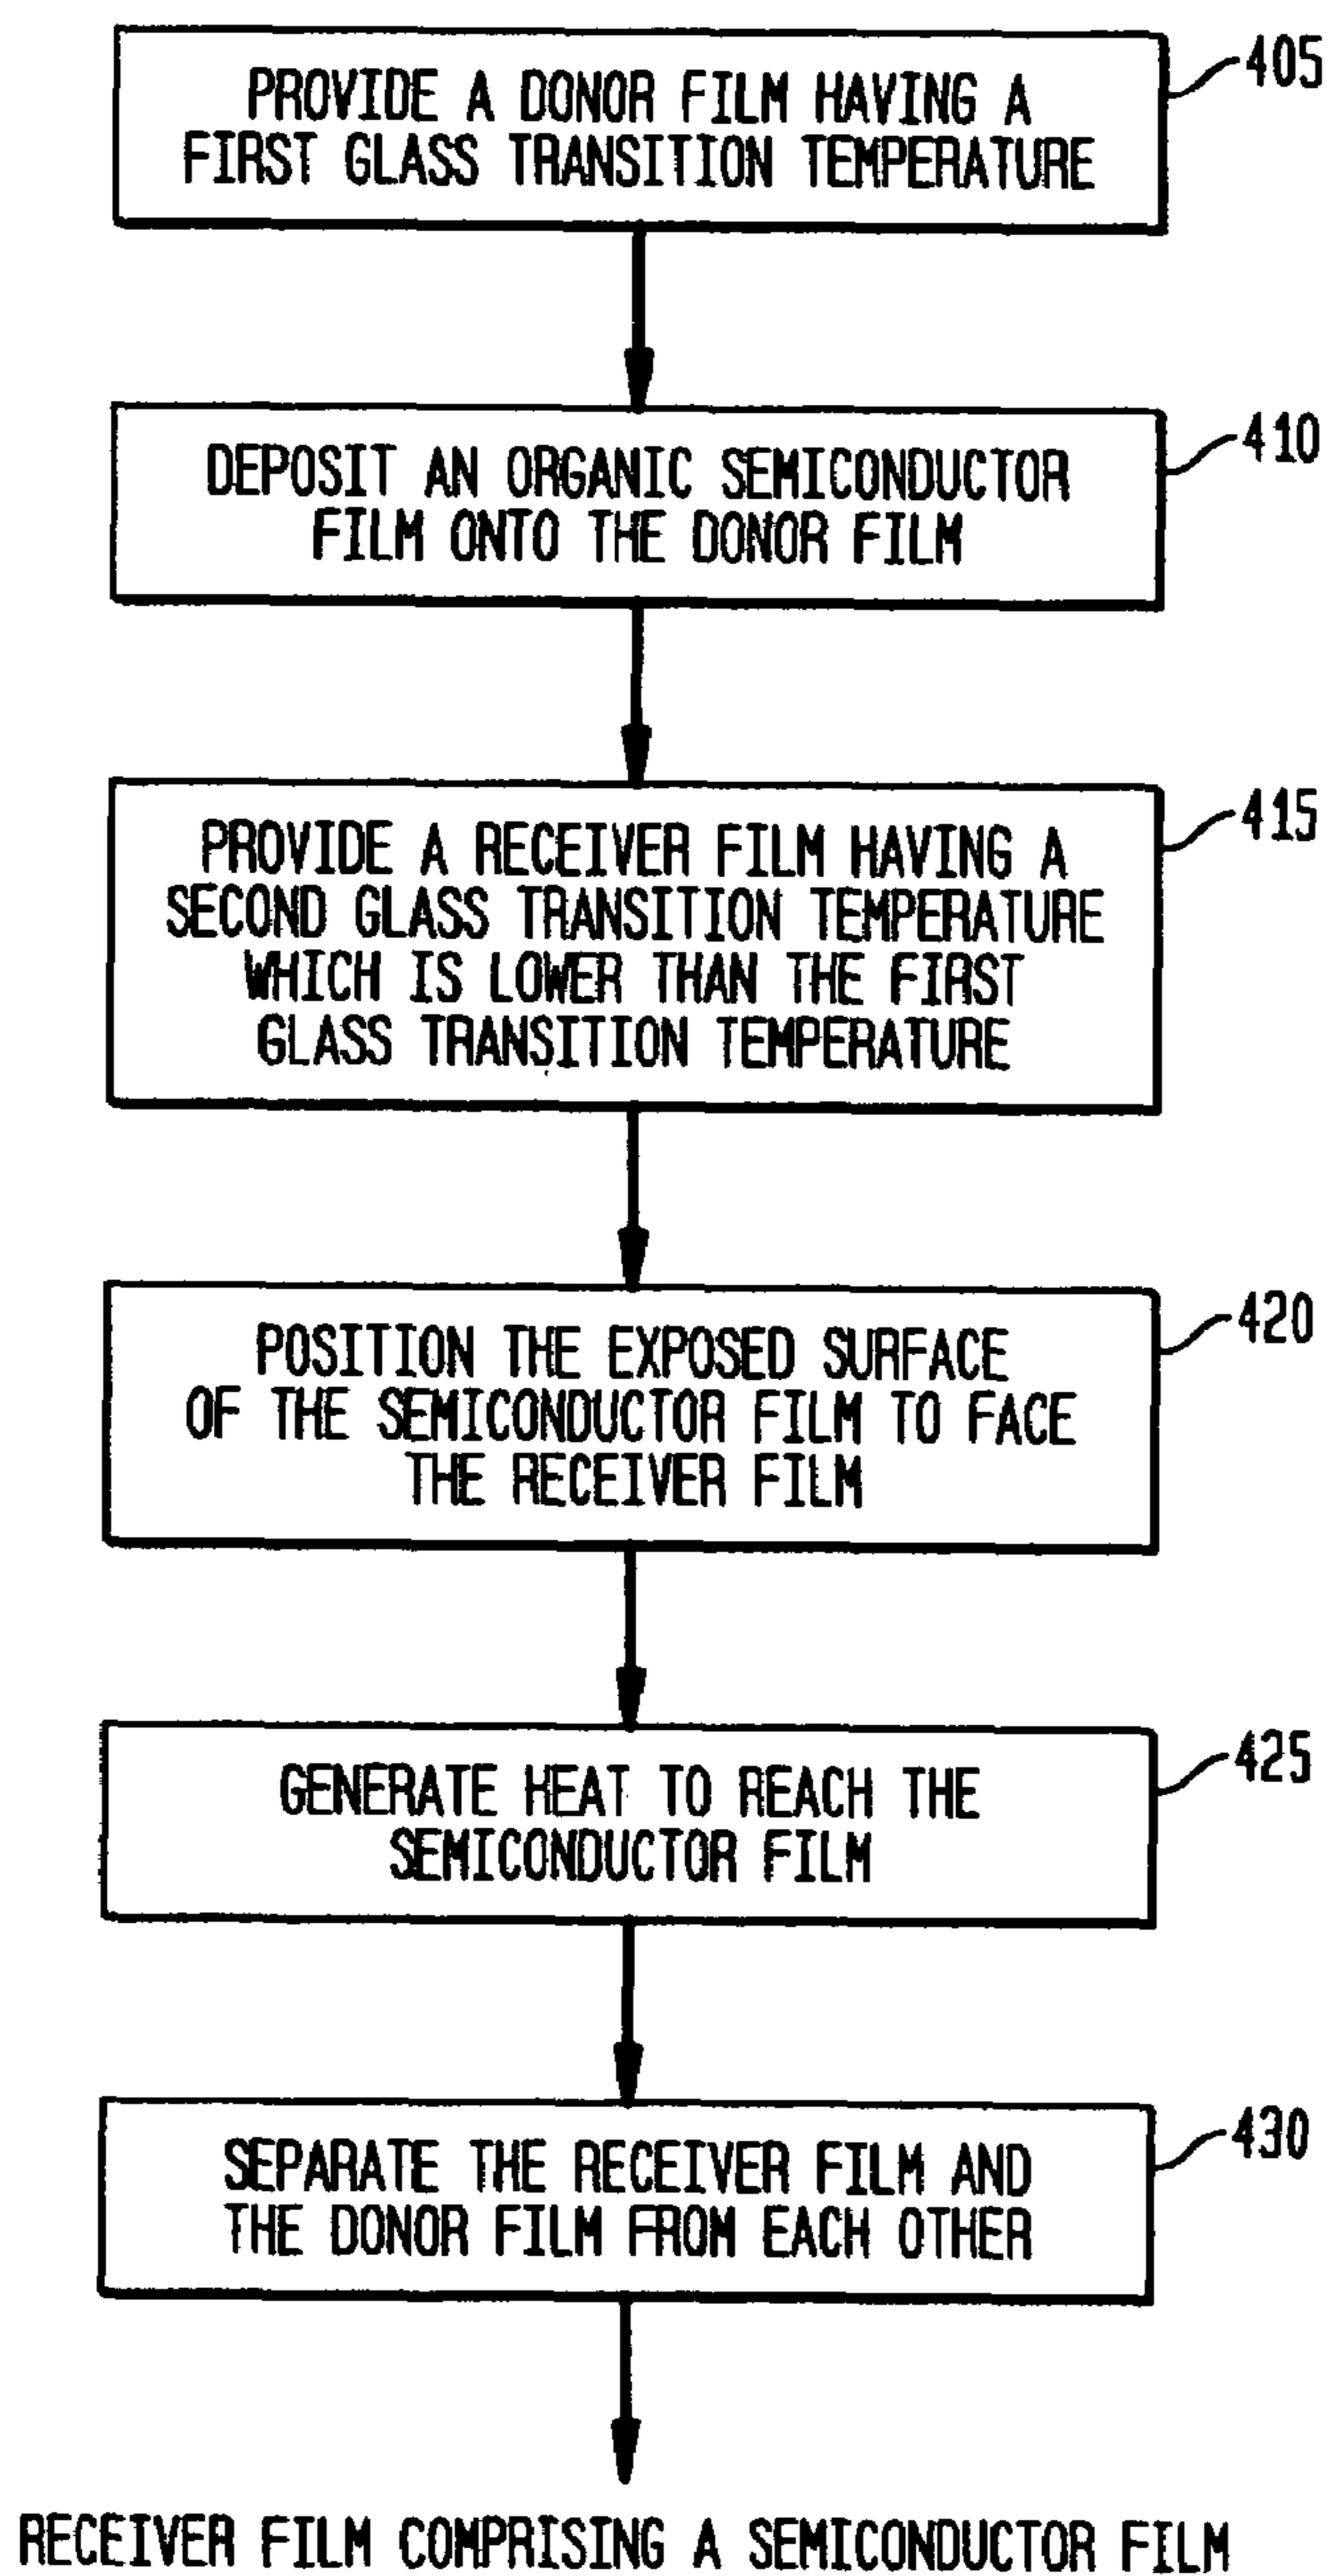 405
PROVIDE A DONOR FILM HAVING A
FIRST GLASS TRANSITION TEMPERATURE
410
DEPOSIT AN ORGANIC SEMICONDUCTOR
FILM ONTO THE DONOR FILM
415
PROVIDE A RECEIVER FILM HAVING A
SECOND GLASS TRANSITION TEMPERATURE
WHICH IS LOWER THAN THE FIRST
GLASS TRANSITION TEMPERATURE
420
POSITION THE EXPOSED SURFACE
OF THE SEMICONDUCTOR FILM TO FACE
THE RECEIVER FILM
425
GENERATE HEAT TO REACH THE
SEMICONDUCTOR FILM
430
SEPARATE THE RECEIVER FILM AND
THE DONOR FILM FROM EACH OTHER
RECEIVER FILM COMPRISING A SEMICONDUCTOR FILM